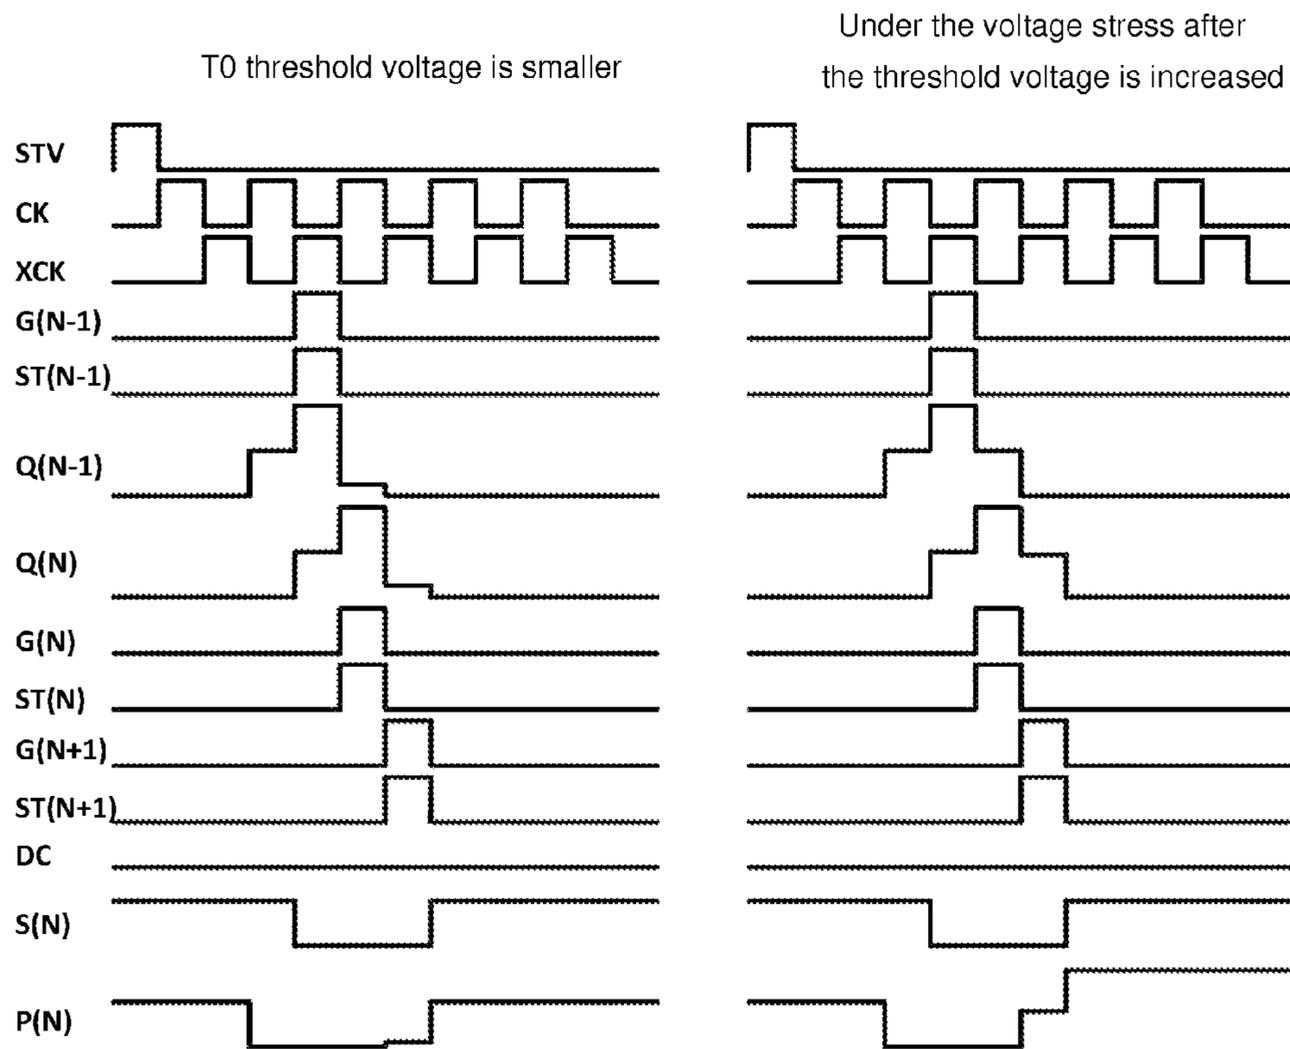 Under the voltage stress after
T0 threshold voltage is smaller
the threshold voltage is increased
STV
CK
XCK
G(N-1)
ST(N-1)
Q(N-1)
Q(N)
G(N)
ST(N)
G(N+1)
ST(N+1)
DC
S(N)
P(N)